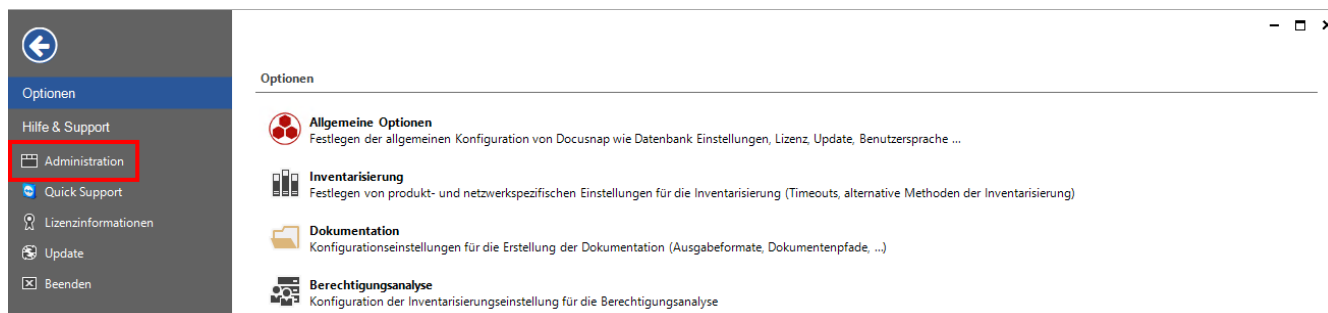 Optionen
Hilfe & Support
Administration
Quick Support
Lizenzinformationen
Update
Beenden
Optionen
Allgemeine Optionen
Festlegen der allgemeinen Konfiguration von Docusnap wie Datenbank Einstellungen, Lizenz, Update, Benutzersprache ...
Inventarisierung
Festlegen von produkt- und netzwerkspezifischen Einstellungen für die Inventarisierung (Timeouts, alternative Methoden der Inventarisierung)
Dokumentation
Konfigurationseinstellungen für die Erstellung der Dokumentation (Ausgabeformate, Dokumentenpfade, ...)
Berechtigungsanalyse
Konfiguration der Inventarisierungseinstellung für die Berechtigungsanalyse